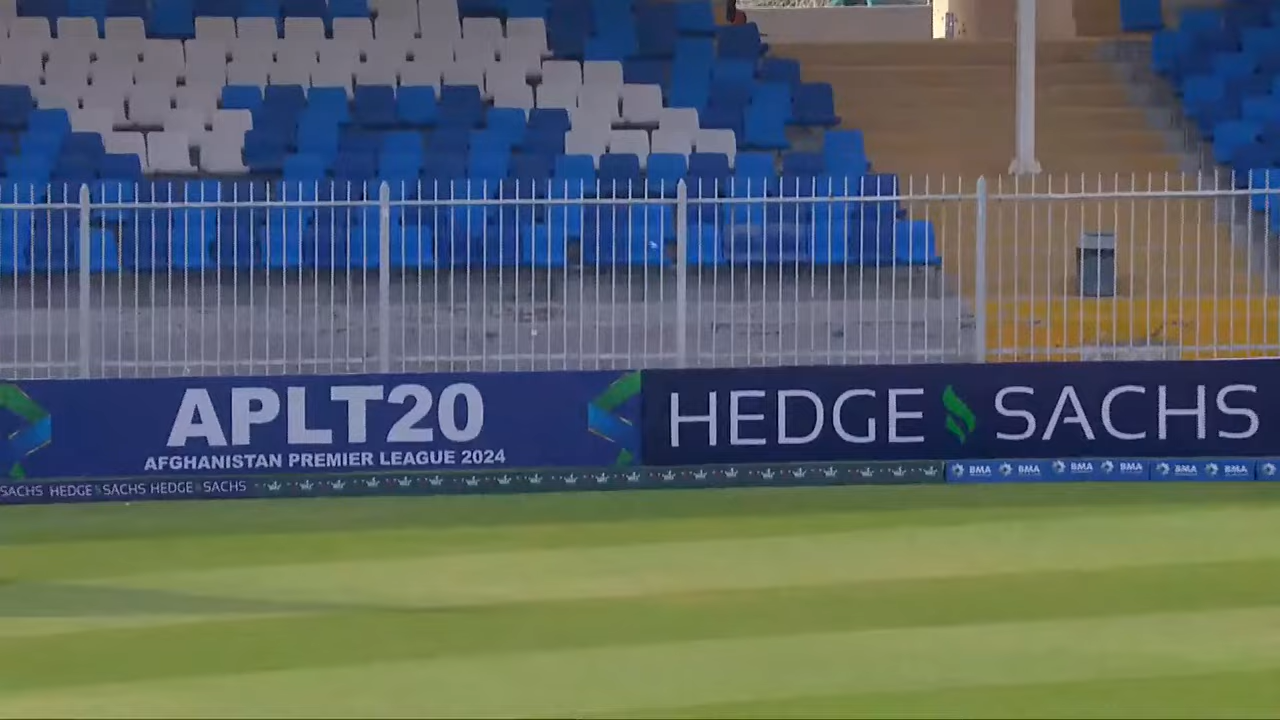 APLT20
AFGHANISTAN PREMIER LEAGUE 2024
HEDGE SACHS
SACHS HEDGE SACHS HEDGE SACHS
BMA BMA BMA BMA BMA BMA BMA